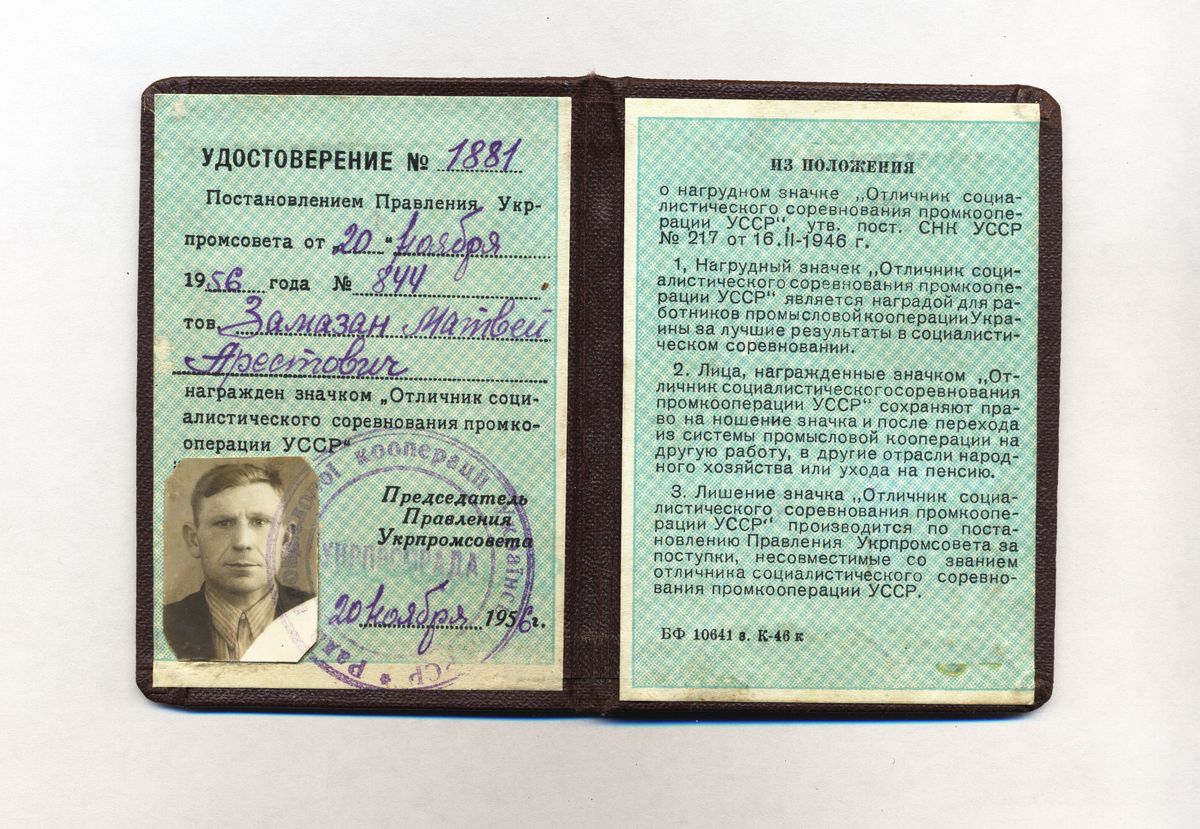 УДОСТОВЕРЕНИЕ № 1881
Постановлением Правления Укр-
промсовета от „20“ ноября
1956 года № 844
тов. Замазан Матвей
Арестович
награжден значком „Отличник соци-
алистического соревнования промко-
операции УССР“
Председатель
Правления
Укрпромсовета
20 ноября 1956г.
кооперації
УКРПРОМРАДА
ИЗ ПОЛОЖЕНИЯ
о нагрудном значке „Отличник социа-
листического соревнования промкоопе-
рации УССР“, утв. пост. СНК УССР
№ 217 от 16.II-1946 г.
1, Нагрудный значек „Отличник соци-
алистического соревнования промкоопе-
рации УССР“ является наградой для ра-
ботников промысловой кооперации Укра-
ины за лучшие результаты в социалисти-
ческом соревновании.
2. Лица, награжденные значком „От-
личник социалистического соревнования
промкооперации УССР“ сохраняют пра-
во на ношение значка и после перехода
из системы промысловой кооперации на
другую работу, в другие отрасли народ-
ного хозяйства или ухода на пенсию.
3. Лишение значка „Отличник социа-
листического соревнования промкоопе-
рации УССР“ производится по поста-
новлению Правления Укрпромсовета за
поступки, несовместимые со званием
отличника социалистического соревно-
вания промкооперации УССР.
БФ 10641 з. К-46 к